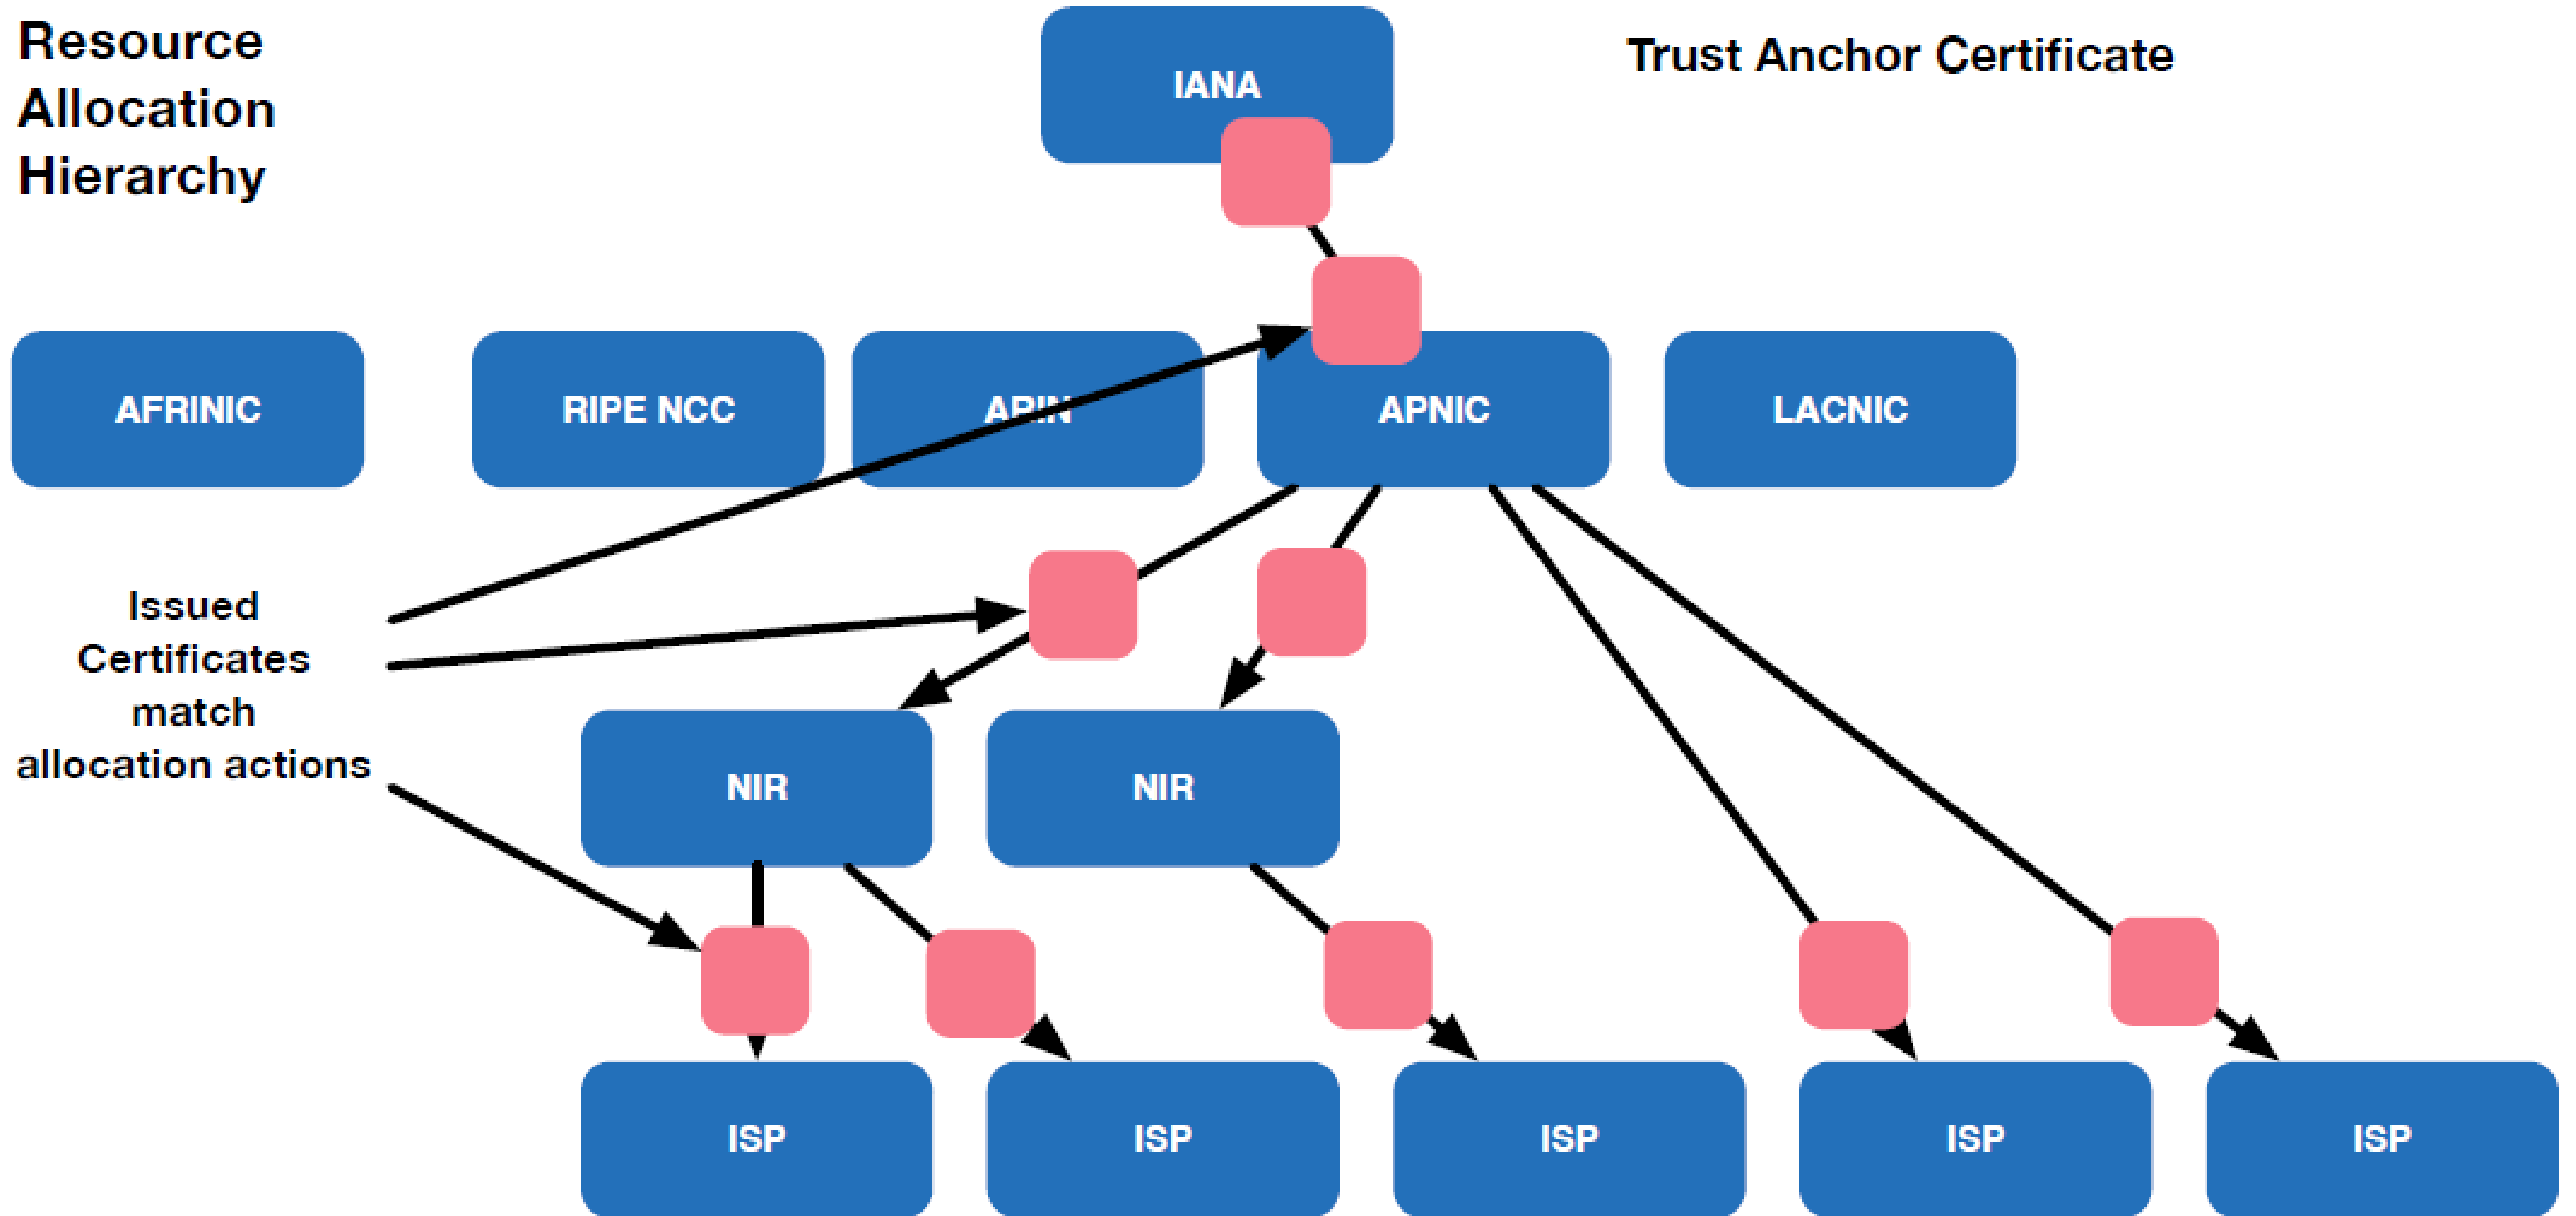 Resource
Allocation
Hierarchy
IANA
Trust Anchor Certificate
AFRINIC
RIPE NCC
ARIN
APNIC
LACNIC
Issued
Certificates
match
allocation actions
NIR
NIR
ISP
ISP
ISP
ISP
ISP